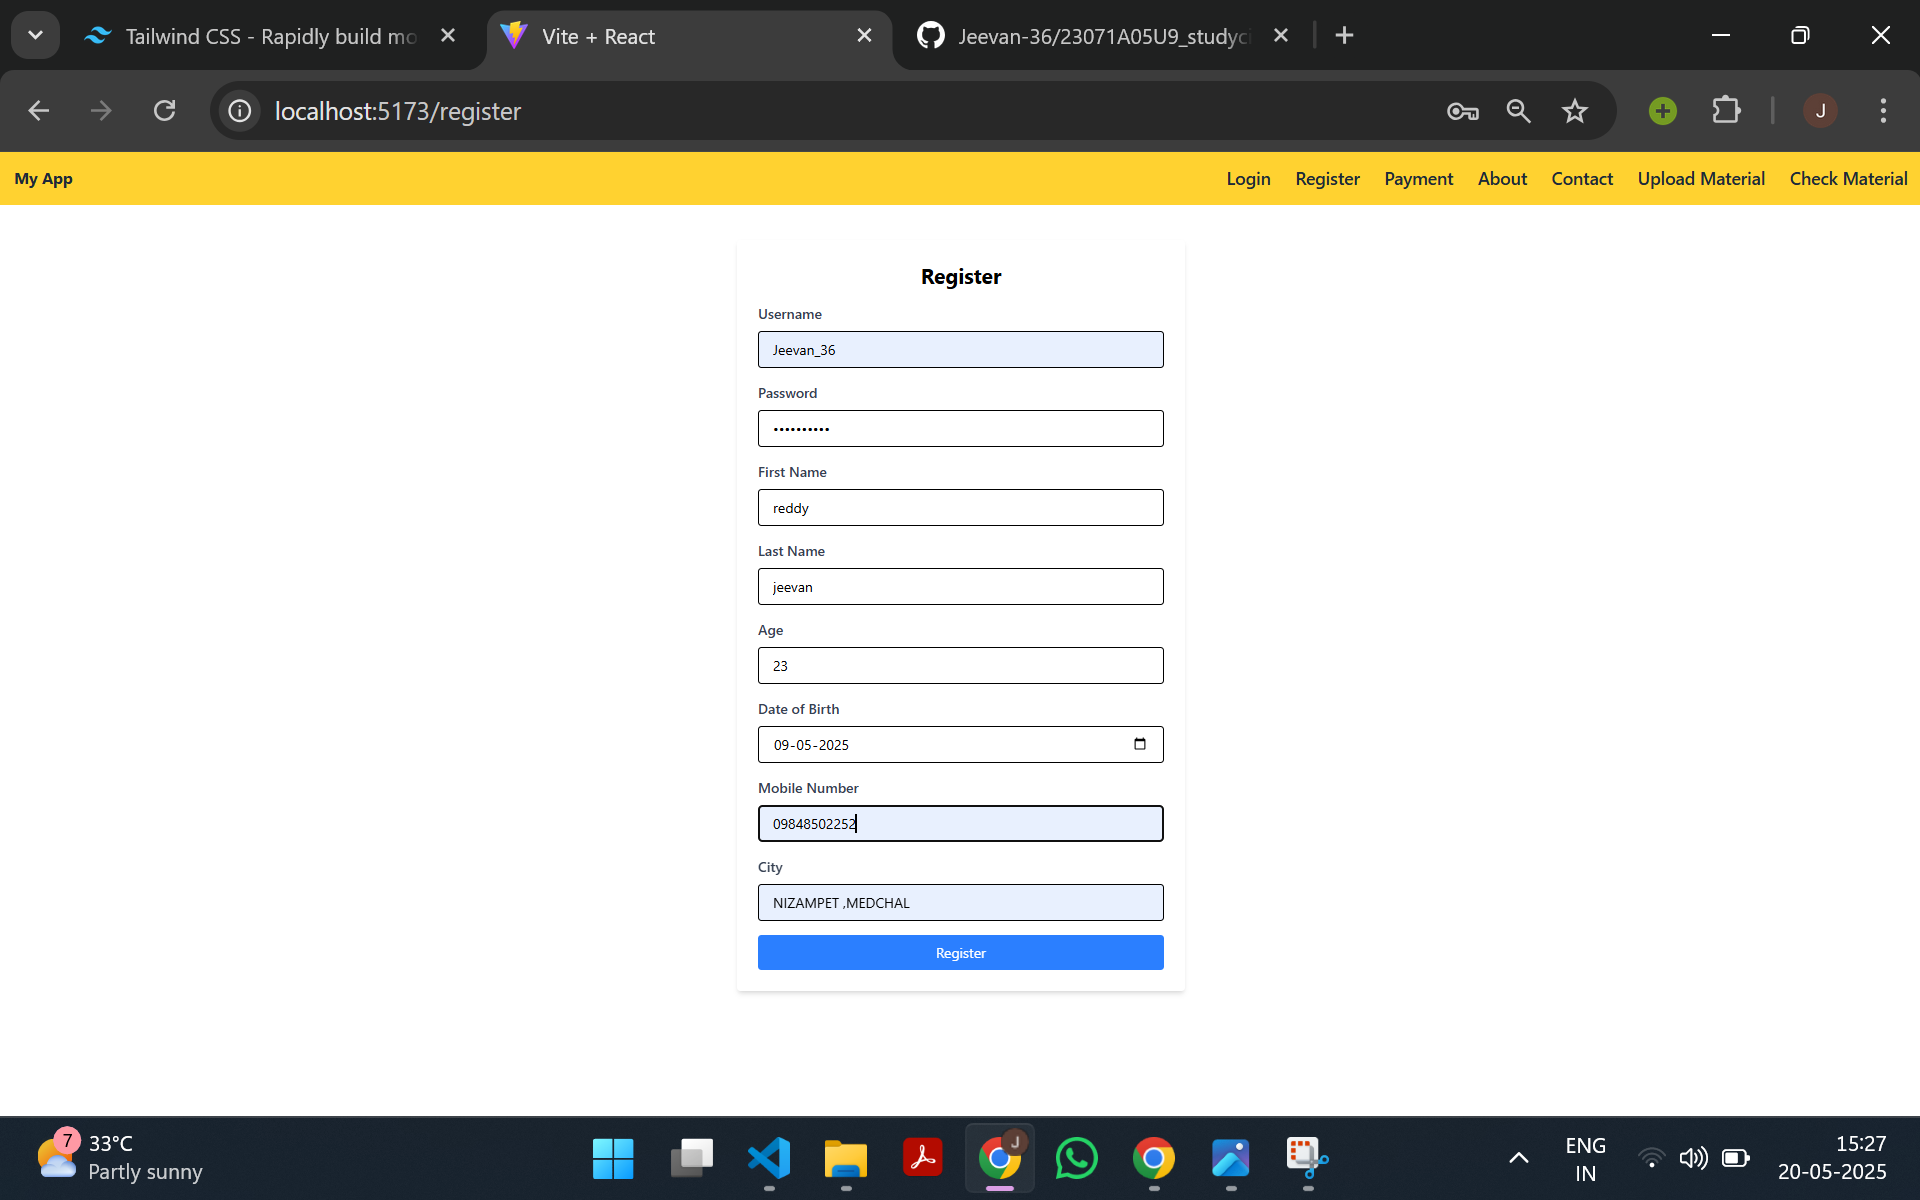 Tailwind CSS - Rapidly build mo
Vite + React
Jeevan-36/23071A05U9_studyci
localhost:5173/register
J
My App
Login Register Payment About Contact Upload Material Check Material
Register
Username
Jeevan_36
Password
••••••••••
First Name
reddy
Last Name
jeevan
Age
23
Date of Birth
09-05-2025
Mobile Number
09848502252
City
NIZAMPET ,MEDCHAL
Register
7
33°C
Partly sunny
J
ENG
IN
15:27
20-05-2025